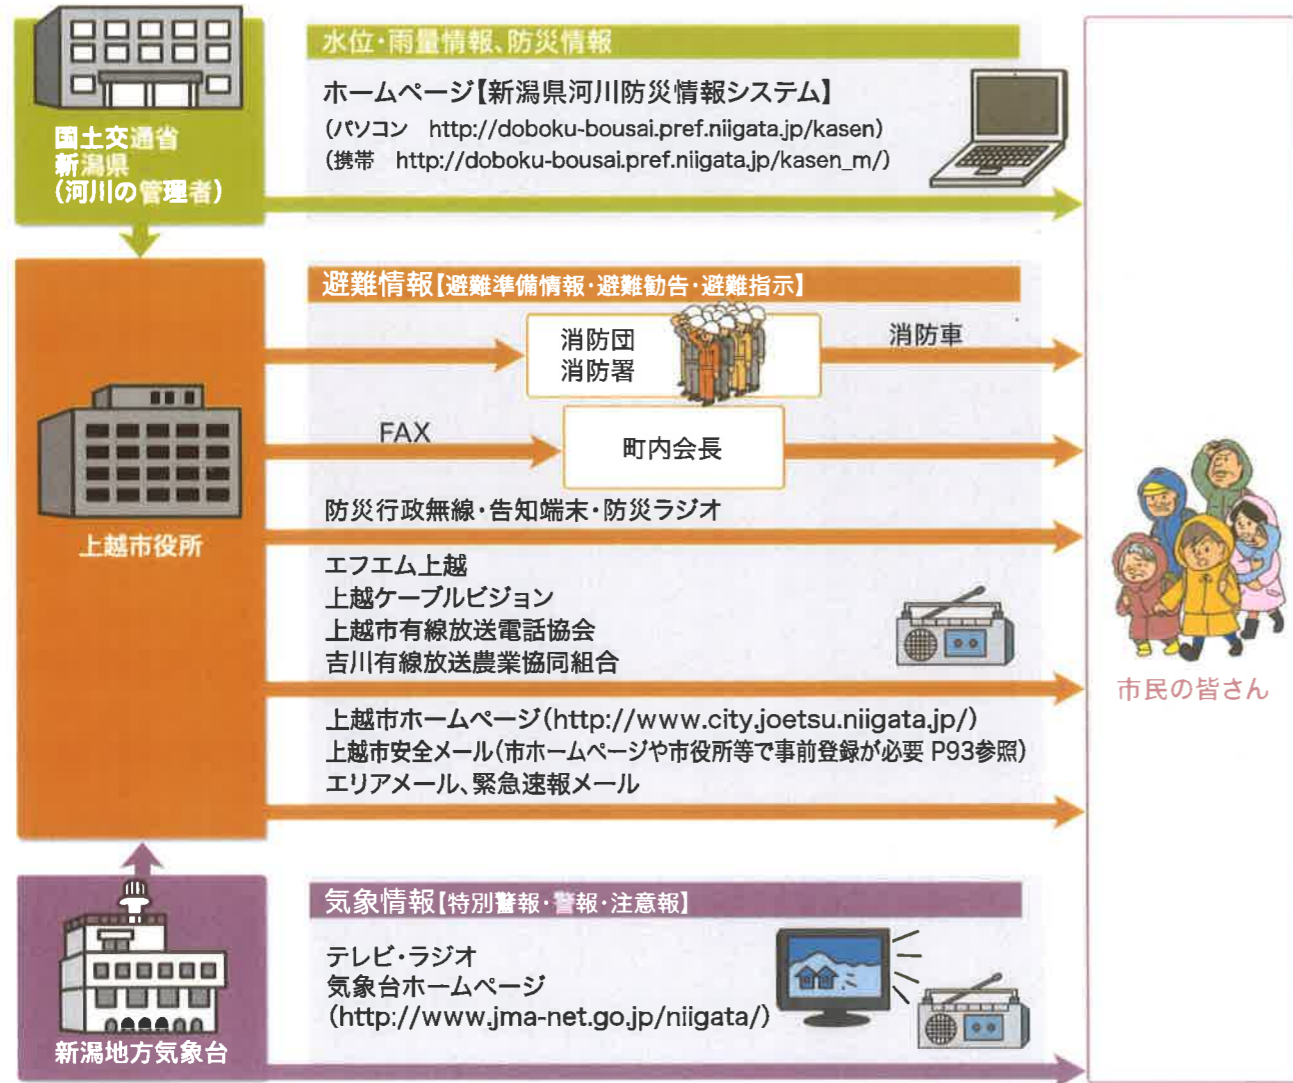 国土交通省
新潟県
(河川の管理者)
水位・雨量情報、防災情報
ホームページ【新潟県河川防災情報システム】
(パソコン http://doboku-bousai.pref.niigata.jp/kasen)
(携帯 http://doboku-bousai.pref.niigata.jp/kasen_m/)
上越市役所
避難情報【避難準備情報・避難勧告・避難指示】
消防団
消防署
消防車
FAX
町内会長
防災行政無線・告知端末・防災ラジオ
エフエム上越
上越ケーブルビジョン
上越市有線放送電話協会
吉川有線放送農業協同組合
上越市ホームページ(http://www.city.joetsu.niigata.jp/)
上越市安全メール(市ホームページや市役所等で事前登録が必要 P93参照)
エリアメール、緊急速報メール
市民の皆さん
新潟地方気象台
気象情報【特別警報・警報・注意報】
テレビ・ラジオ
気象台ホームページ
(http://www.jma-net.go.jp/niigata/)